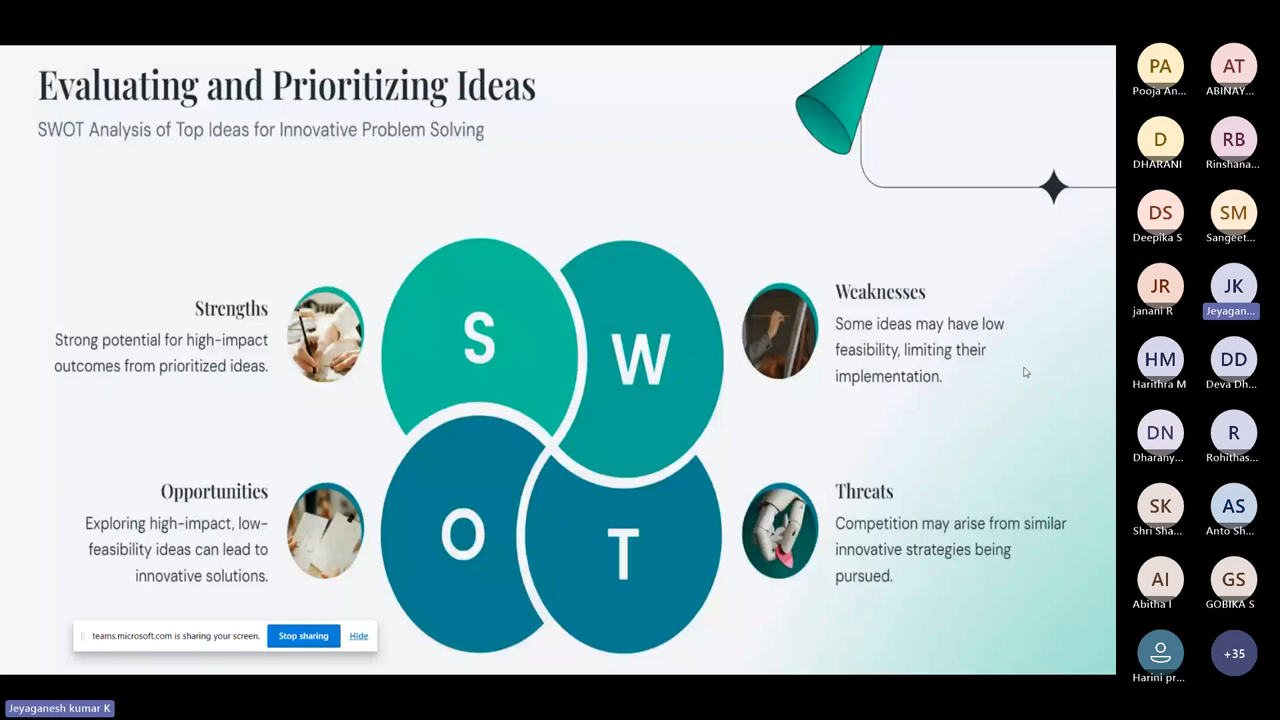 Evaluating and Prioritizing Ideas
SWOT Analysis of Top Ideas for Innovative Problem Solving
Strengths
Strong potential for high-impact
outcomes from prioritized ideas.
S
W
Weaknesses
Some ideas may have low
feasibility, limiting their
implementation.
Opportunities
Exploring high-impact, low-
feasibility ideas can lead to
innovative solutions.
O
T
Threats
Competition may arise from similar
innovative strategies being
pursued.
teams.microsoft.com is sharing your screen.
Stop sharing
Hide
Jeyaganesh kumar K
PA
Pooja An...
AT
ABINAY...
D
DHARANI
RB
Rinshana...
DS
Deepika S
SM
Sangeet...
JR
janani R
JK
Jeyagan...
HM
Harithra M
DD
Deva Dh...
DN
Dharany...
R
Rohithas...
SK
Shri Sha...
AS
Anto Sh...
AI
Abitha I
GS
GOBIKA S
Harini pr...
+35